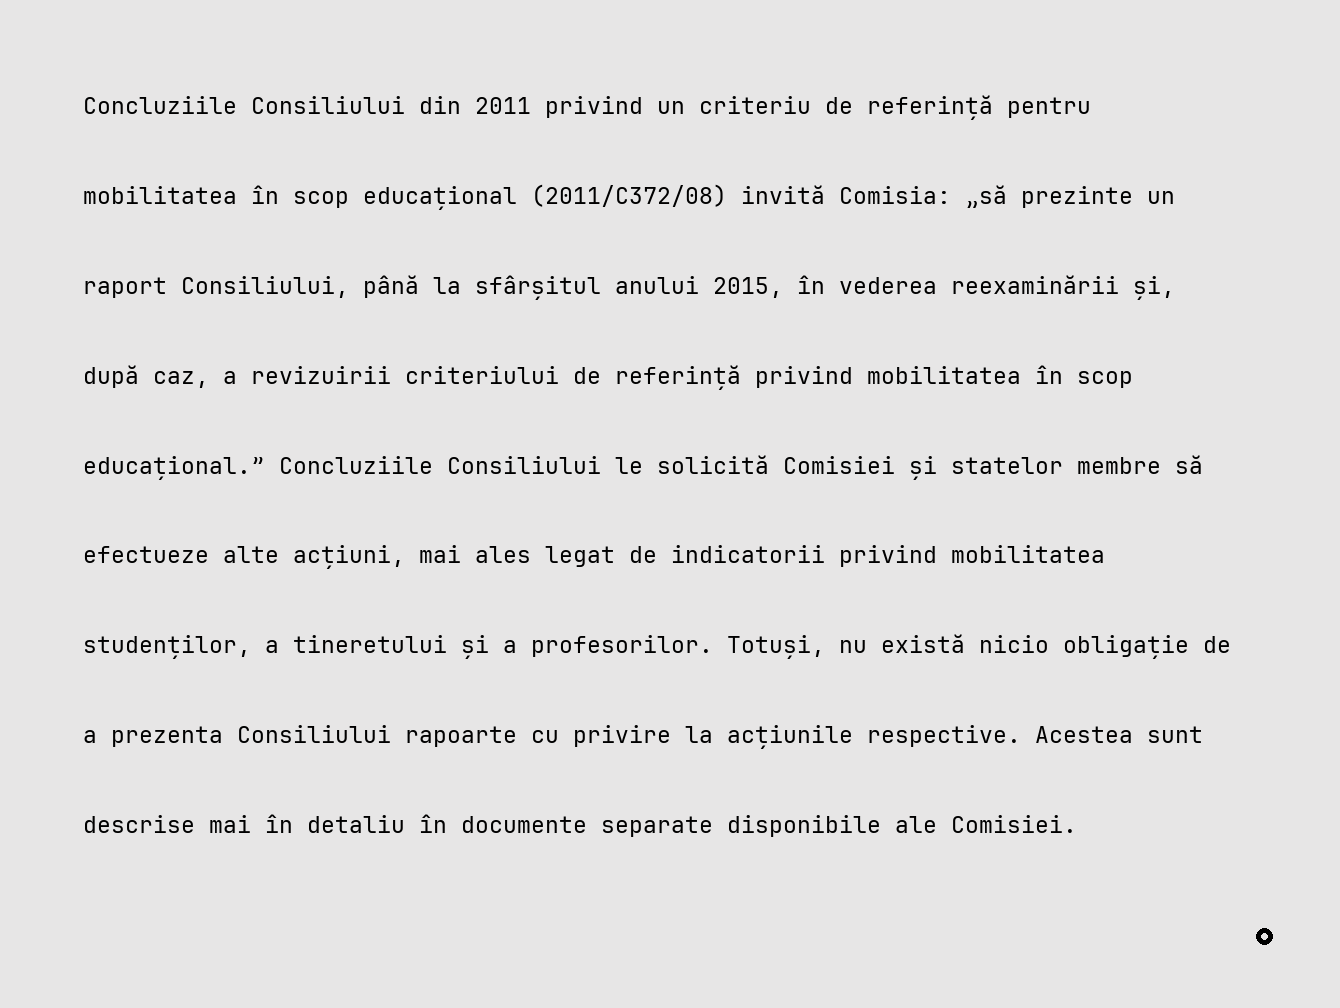 Concluziile Consiliului din 2011 privind un criteriu de referință pentru
mobilitatea în scop educațional (2011/C372/08) invită Comisia: „să prezinte un
raport Consiliului, până la sfârșitul anului 2015, în vederea reexaminării și,
după caz, a revizuirii criteriului de referință privind mobilitatea în scop
educațional.” Concluziile Consiliului le solicită Comisiei și statelor membre să
efectueze alte acțiuni, mai ales legat de indicatorii privind mobilitatea
studenților, a tineretului și a profesorilor. Totuși, nu există nicio obligație de
a prezenta Consiliului rapoarte cu privire la acțiunile respective. Acestea sunt
descrise mai în detaliu în documente separate disponibile ale Comisiei.